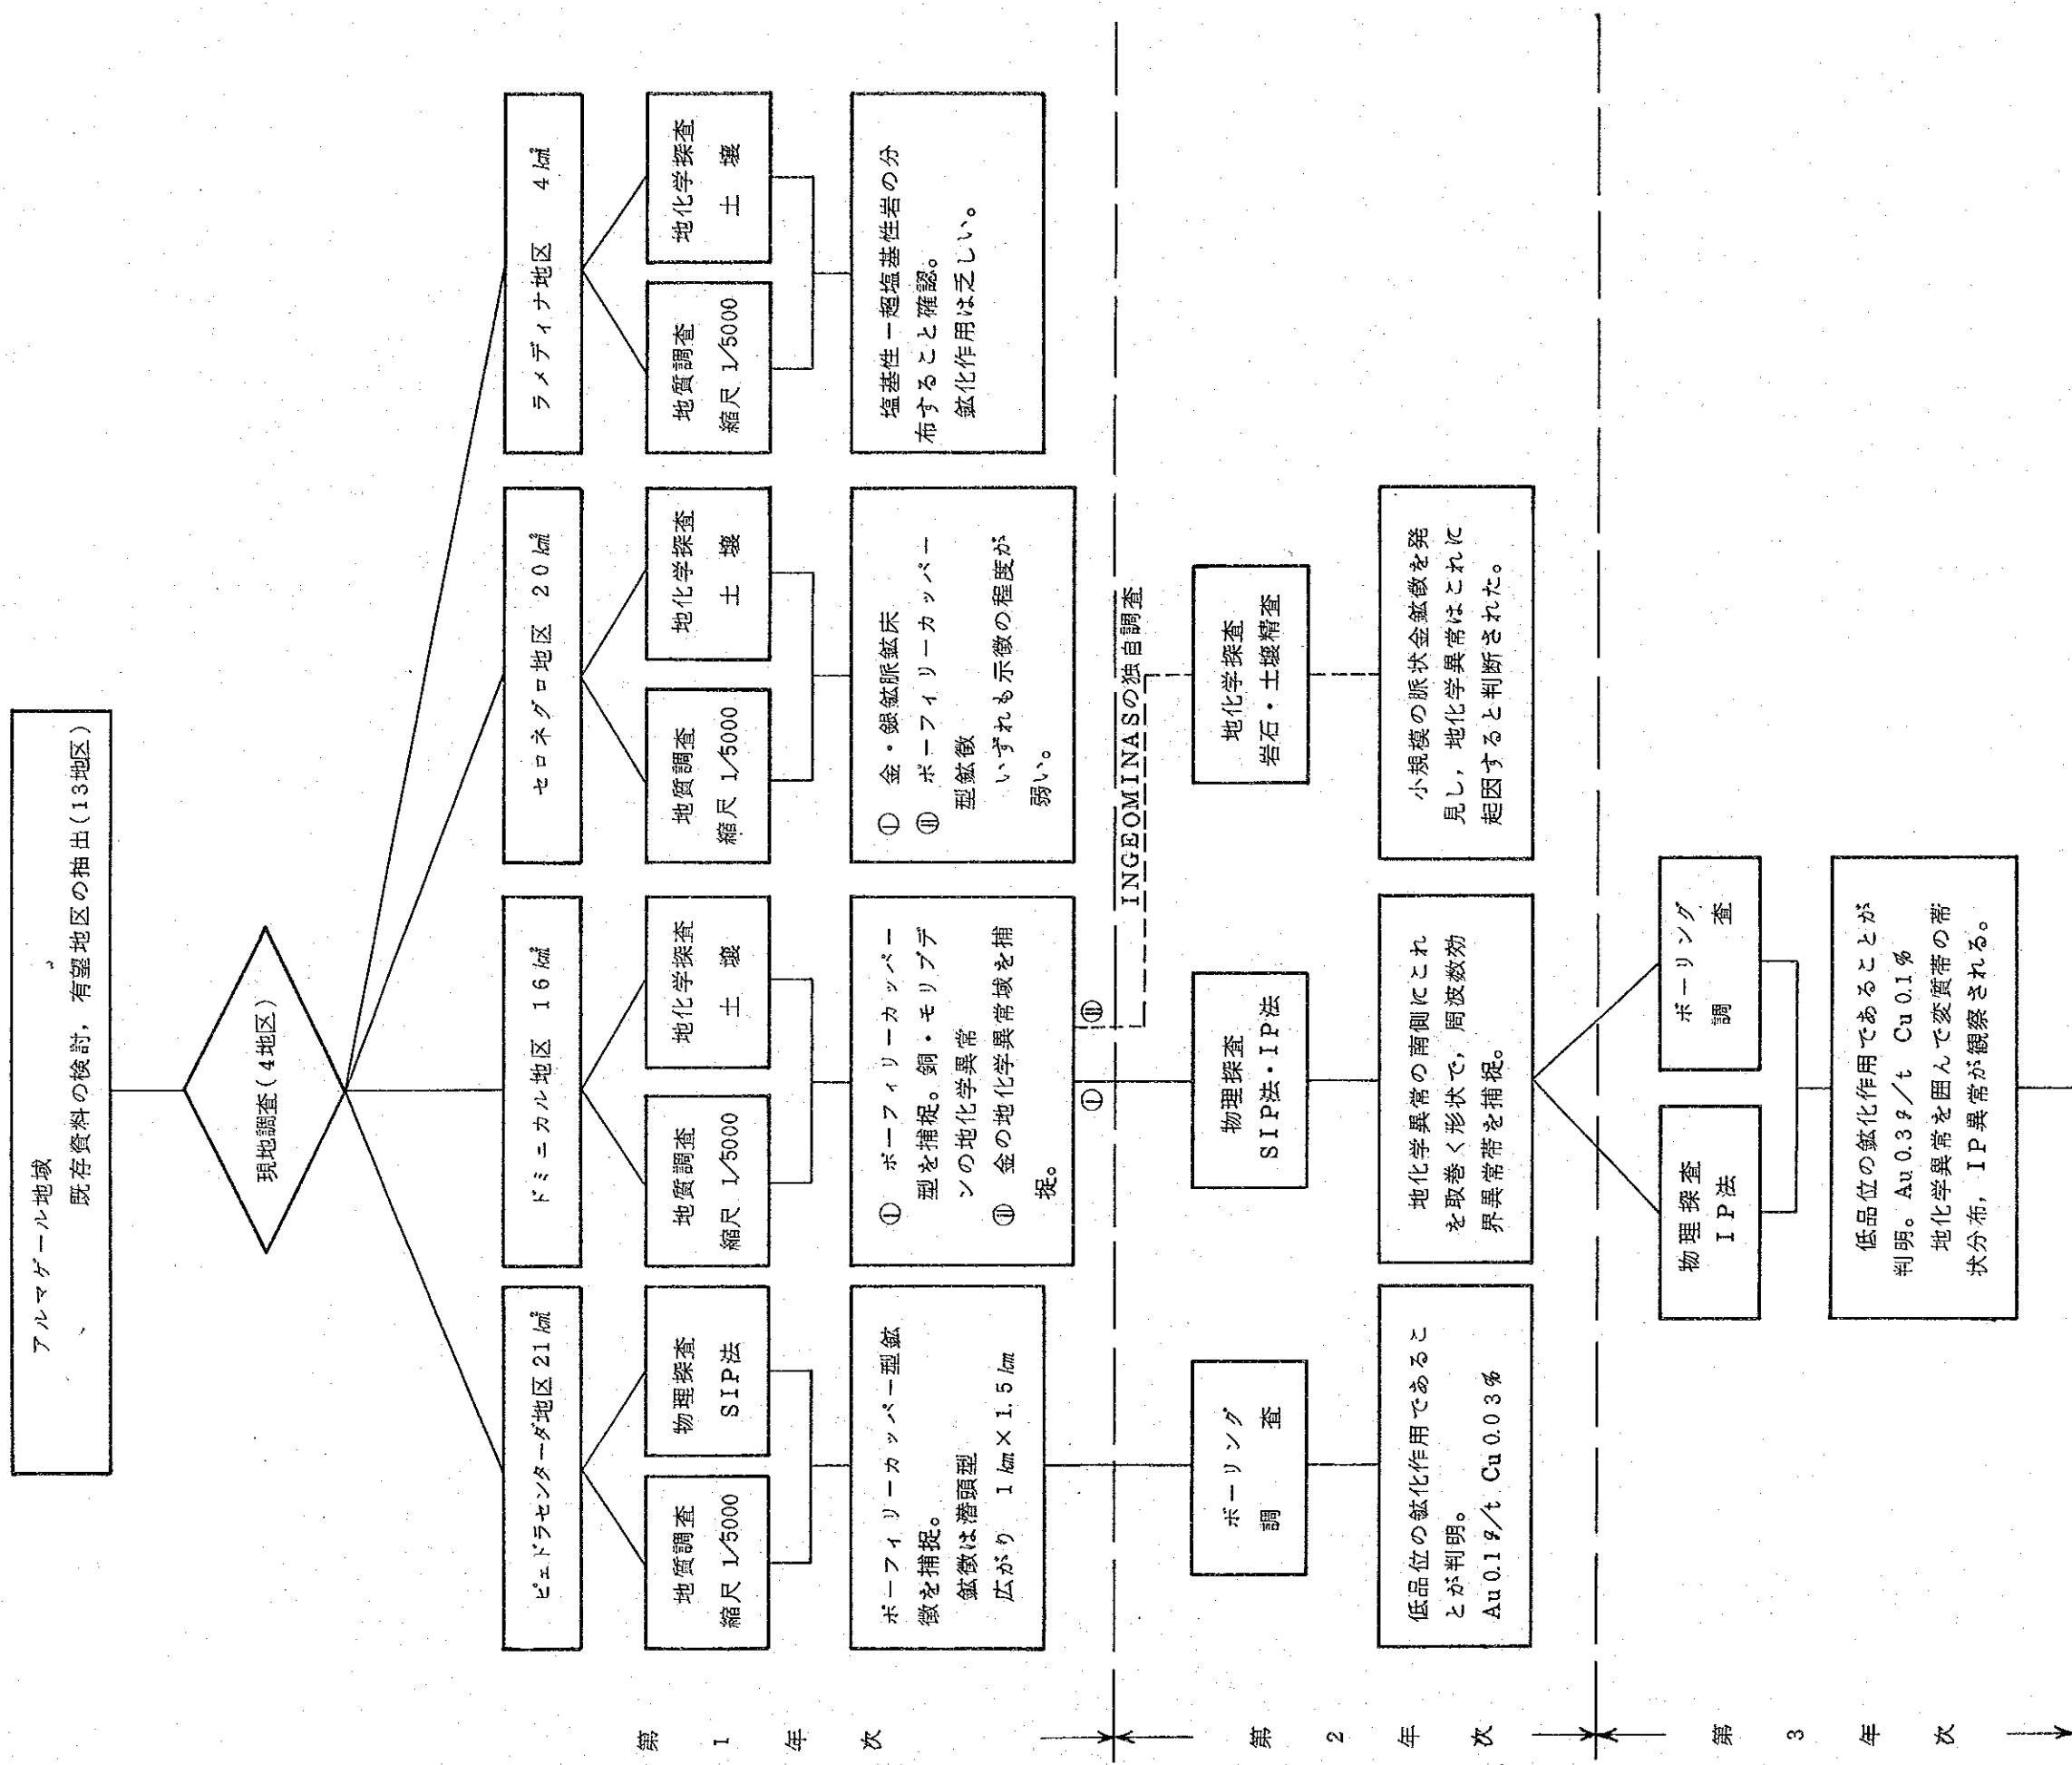 アルマゲール地域
既存資料の検討，有望地区の抽出(13地区)
現地調査(4地区)
ピェドラセンターダ地区 21㎢
地質調査
縮尺 1/5000
物理探査
SIP法
ポーフィリーカッパー型鉱
徴を捕捉。
鉱徴は潜頭型
広がり 1㎞×1.5㎞
ドミニカル地区 16㎢
地質調査
縮尺 1/5000
地化学探査
土壌
ⓘ ポーフィリーカッパー
型を捕捉。銅・モリブデ
ンの地化学異常
ⓘⓘ 金の地化学異常域を捕
捉。
セロネグロ地区 20㎢
地質調査
縮尺 1/5000
地化学探査
土壌
ⓘ 金・銀鉱脈鉱床
ⓘⓘ ポーフィリーカッパー
型鉱徴
いずれも示徴の程度が
弱い。
ラメディナ地区 4㎢
地質調査
縮尺 1/5000
地化学探査
土壌
塩基性－超塩基性岩の分
布すること確認。
鉱化作用は乏しい。
第1年次
ⓘ
ⓘⓘ
INGEOMINASの独自調査
ボーリング
調査
低品位の鉱化作用であるこ
とが判明。
Au 0.1g/t Cu 0.03%
物理探査
SIP法・IP法
地化学異常の南側にこれ
を取巻く形状で，周波数効
界異常帯を捕捉。
地化学探査
岩石・土壌精査
小規模の脈状金鉱徴を発
見し，地化学異常はこれに
起因すると判断された。
第2年次
物理探査
IP法
ボーリング
調査
低品位の鉱化作用であることが
判明。Au 0.3g/t Cu 0.1%
地化学異常を囲んで変質帯の帯
状分布，IP異常が観察される。
第3年次